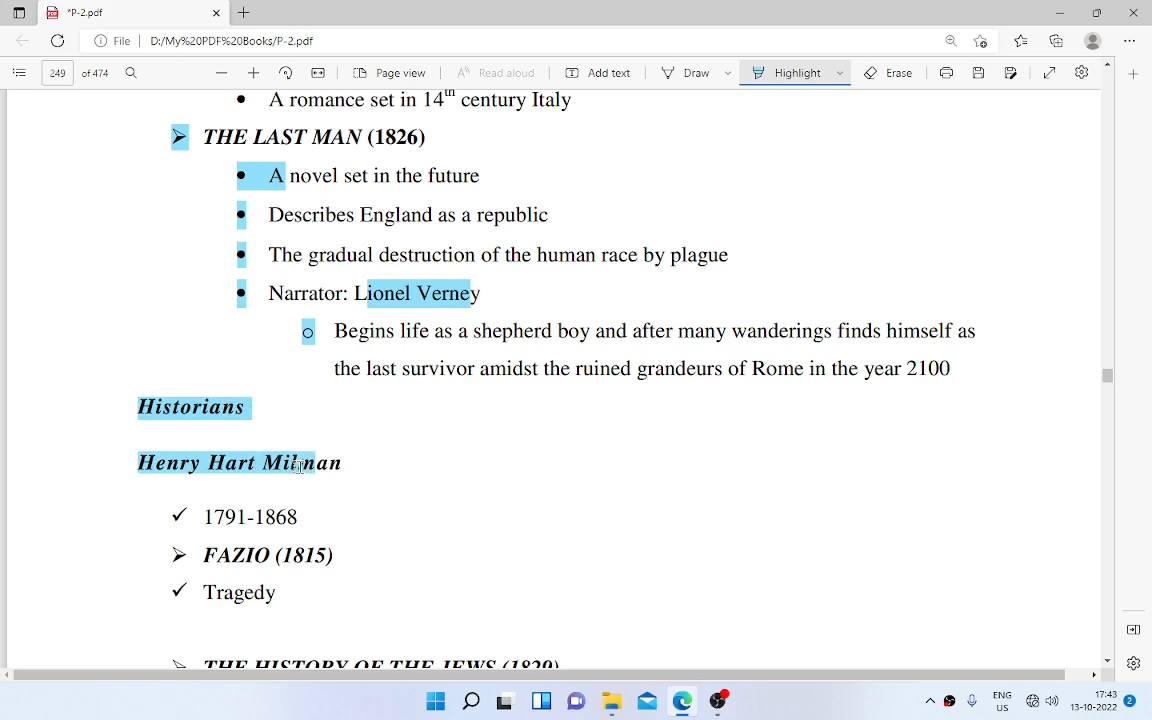 *P-2.pdf
File D:/My%20PDF%20Books/P-2.pdf
249 of 474 Page view Read aloud Add text Draw Highlight Erase
• A romance set in 14th century Italy
➢ THE LAST MAN (1826)
• A novel set in the future
• Describes England as a republic
• The gradual destruction of the human race by plague
• Narrator: Lionel Verney
o Begins life as a shepherd boy and after many wanderings finds himself as
the last survivor amidst the ruined grandeurs of Rome in the year 2100
Historians
Henry Hart Milman
✓ 1791-1868
➢ FAZIO (1815)
✓ Tragedy
➢ THE HISTORY OF THE JEWS (1829)
ENG 17:43
US 13-10-2022 2